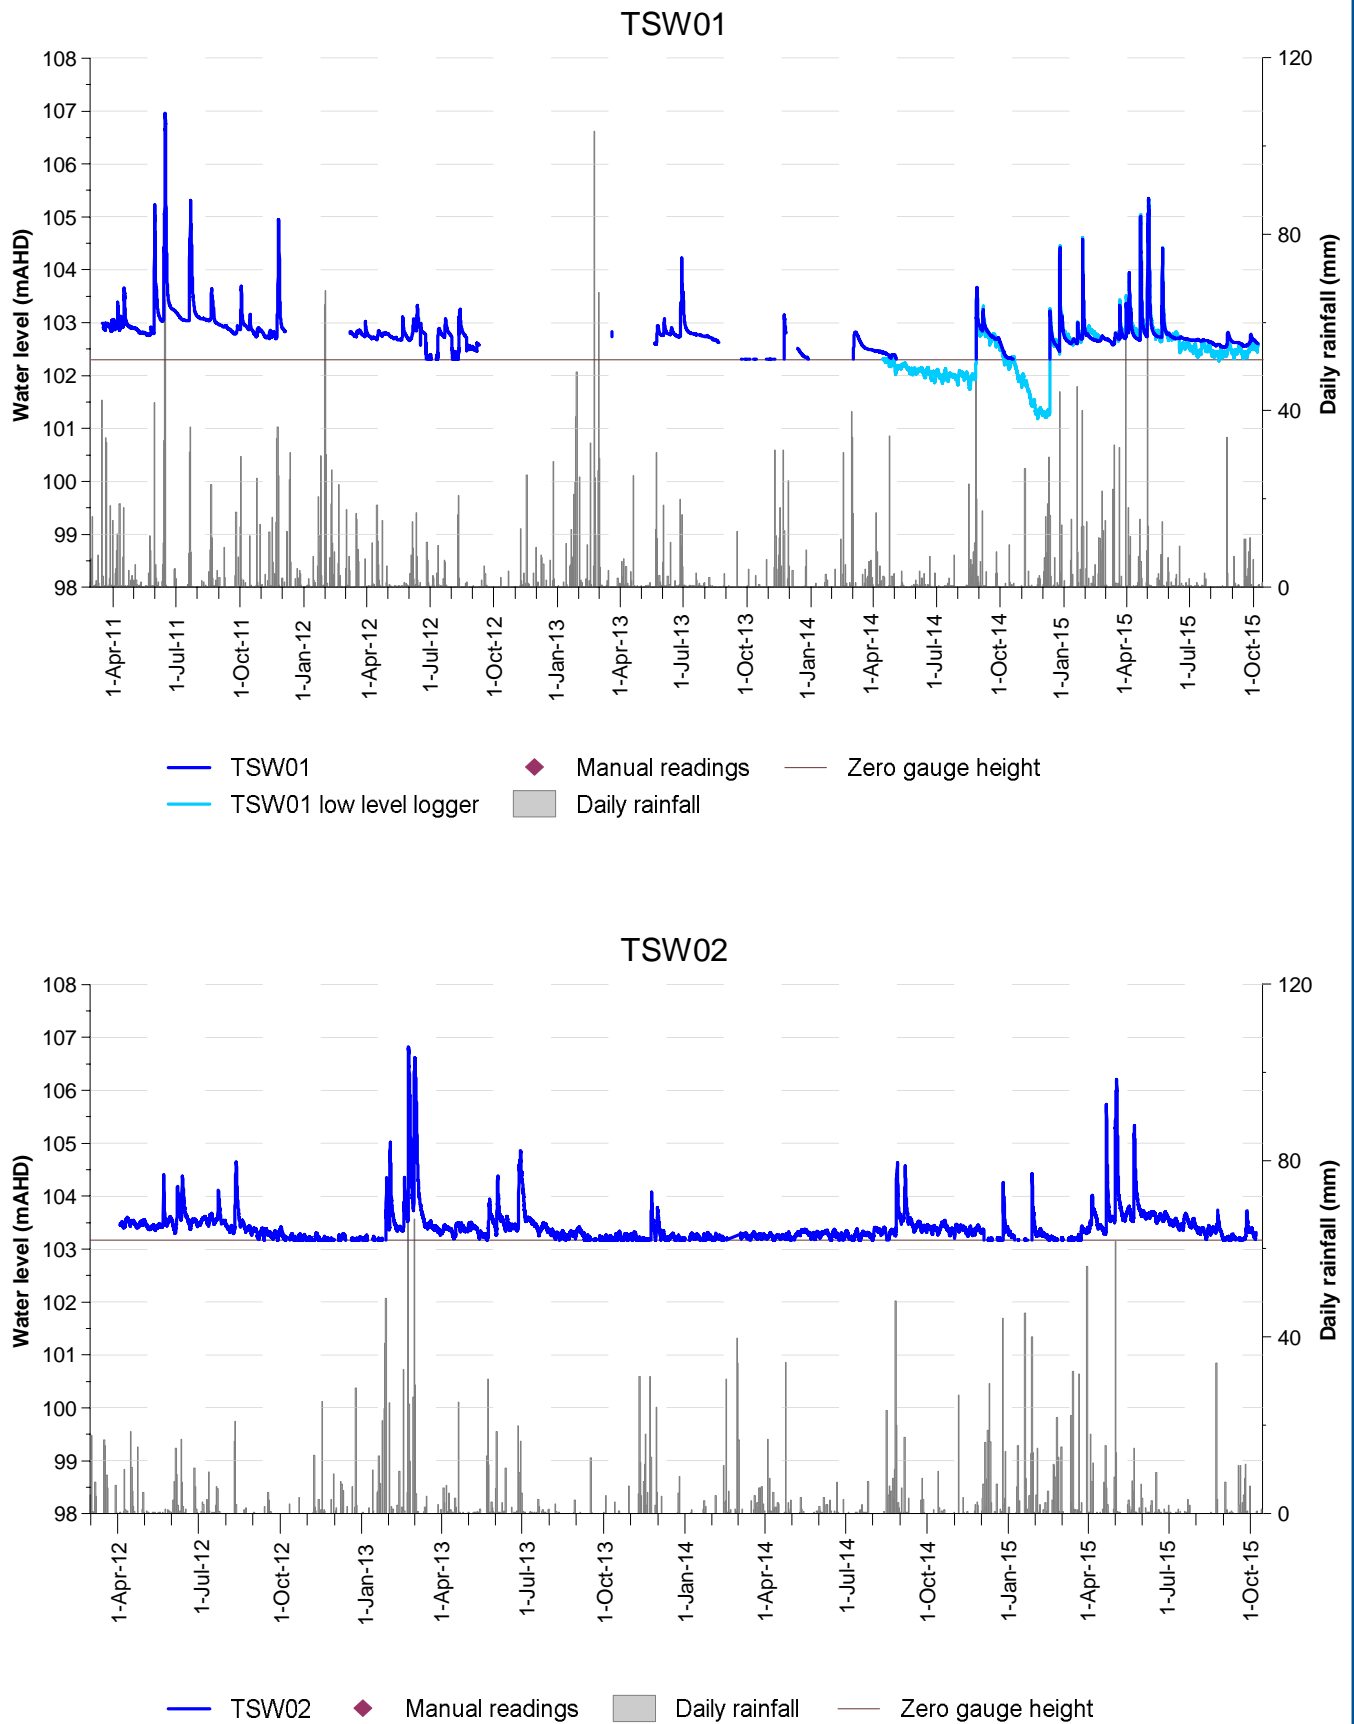 TSW01
108
107
106
105
104
103
102
101
100
99
98
120
80
40
0
Water level (mAHD)
Daily rainfall (mm)
1-Apr-11
1-Jul-11
1-Oct-11
1-Jan-12
1-Apr-12
1-Jul-12
1-Oct-12
1-Jan-13
1-Apr-13
1-Jul-13
1-Oct-13
1-Jan-14
1-Apr-14
1-Jul-14
1-Oct-14
1-Jan-15
1-Apr-15
1-Jul-15
1-Oct-15
TSW01 Manual readings Zero gauge height
TSW01 low level logger Daily rainfall
TSW02
108
107
106
105
104
103
102
101
100
99
98
120
80
40
0
Water level (mAHD)
Daily rainfall (mm)
1-Apr-12
1-Jul-12
1-Oct-12
1-Jan-13
1-Apr-13
1-Jul-13
1-Oct-13
1-Jan-14
1-Apr-14
1-Jul-14
1-Oct-14
1-Jan-15
1-Apr-15
1-Jul-15
1-Oct-15
TSW02 Manual readings Daily rainfall Zero gauge height